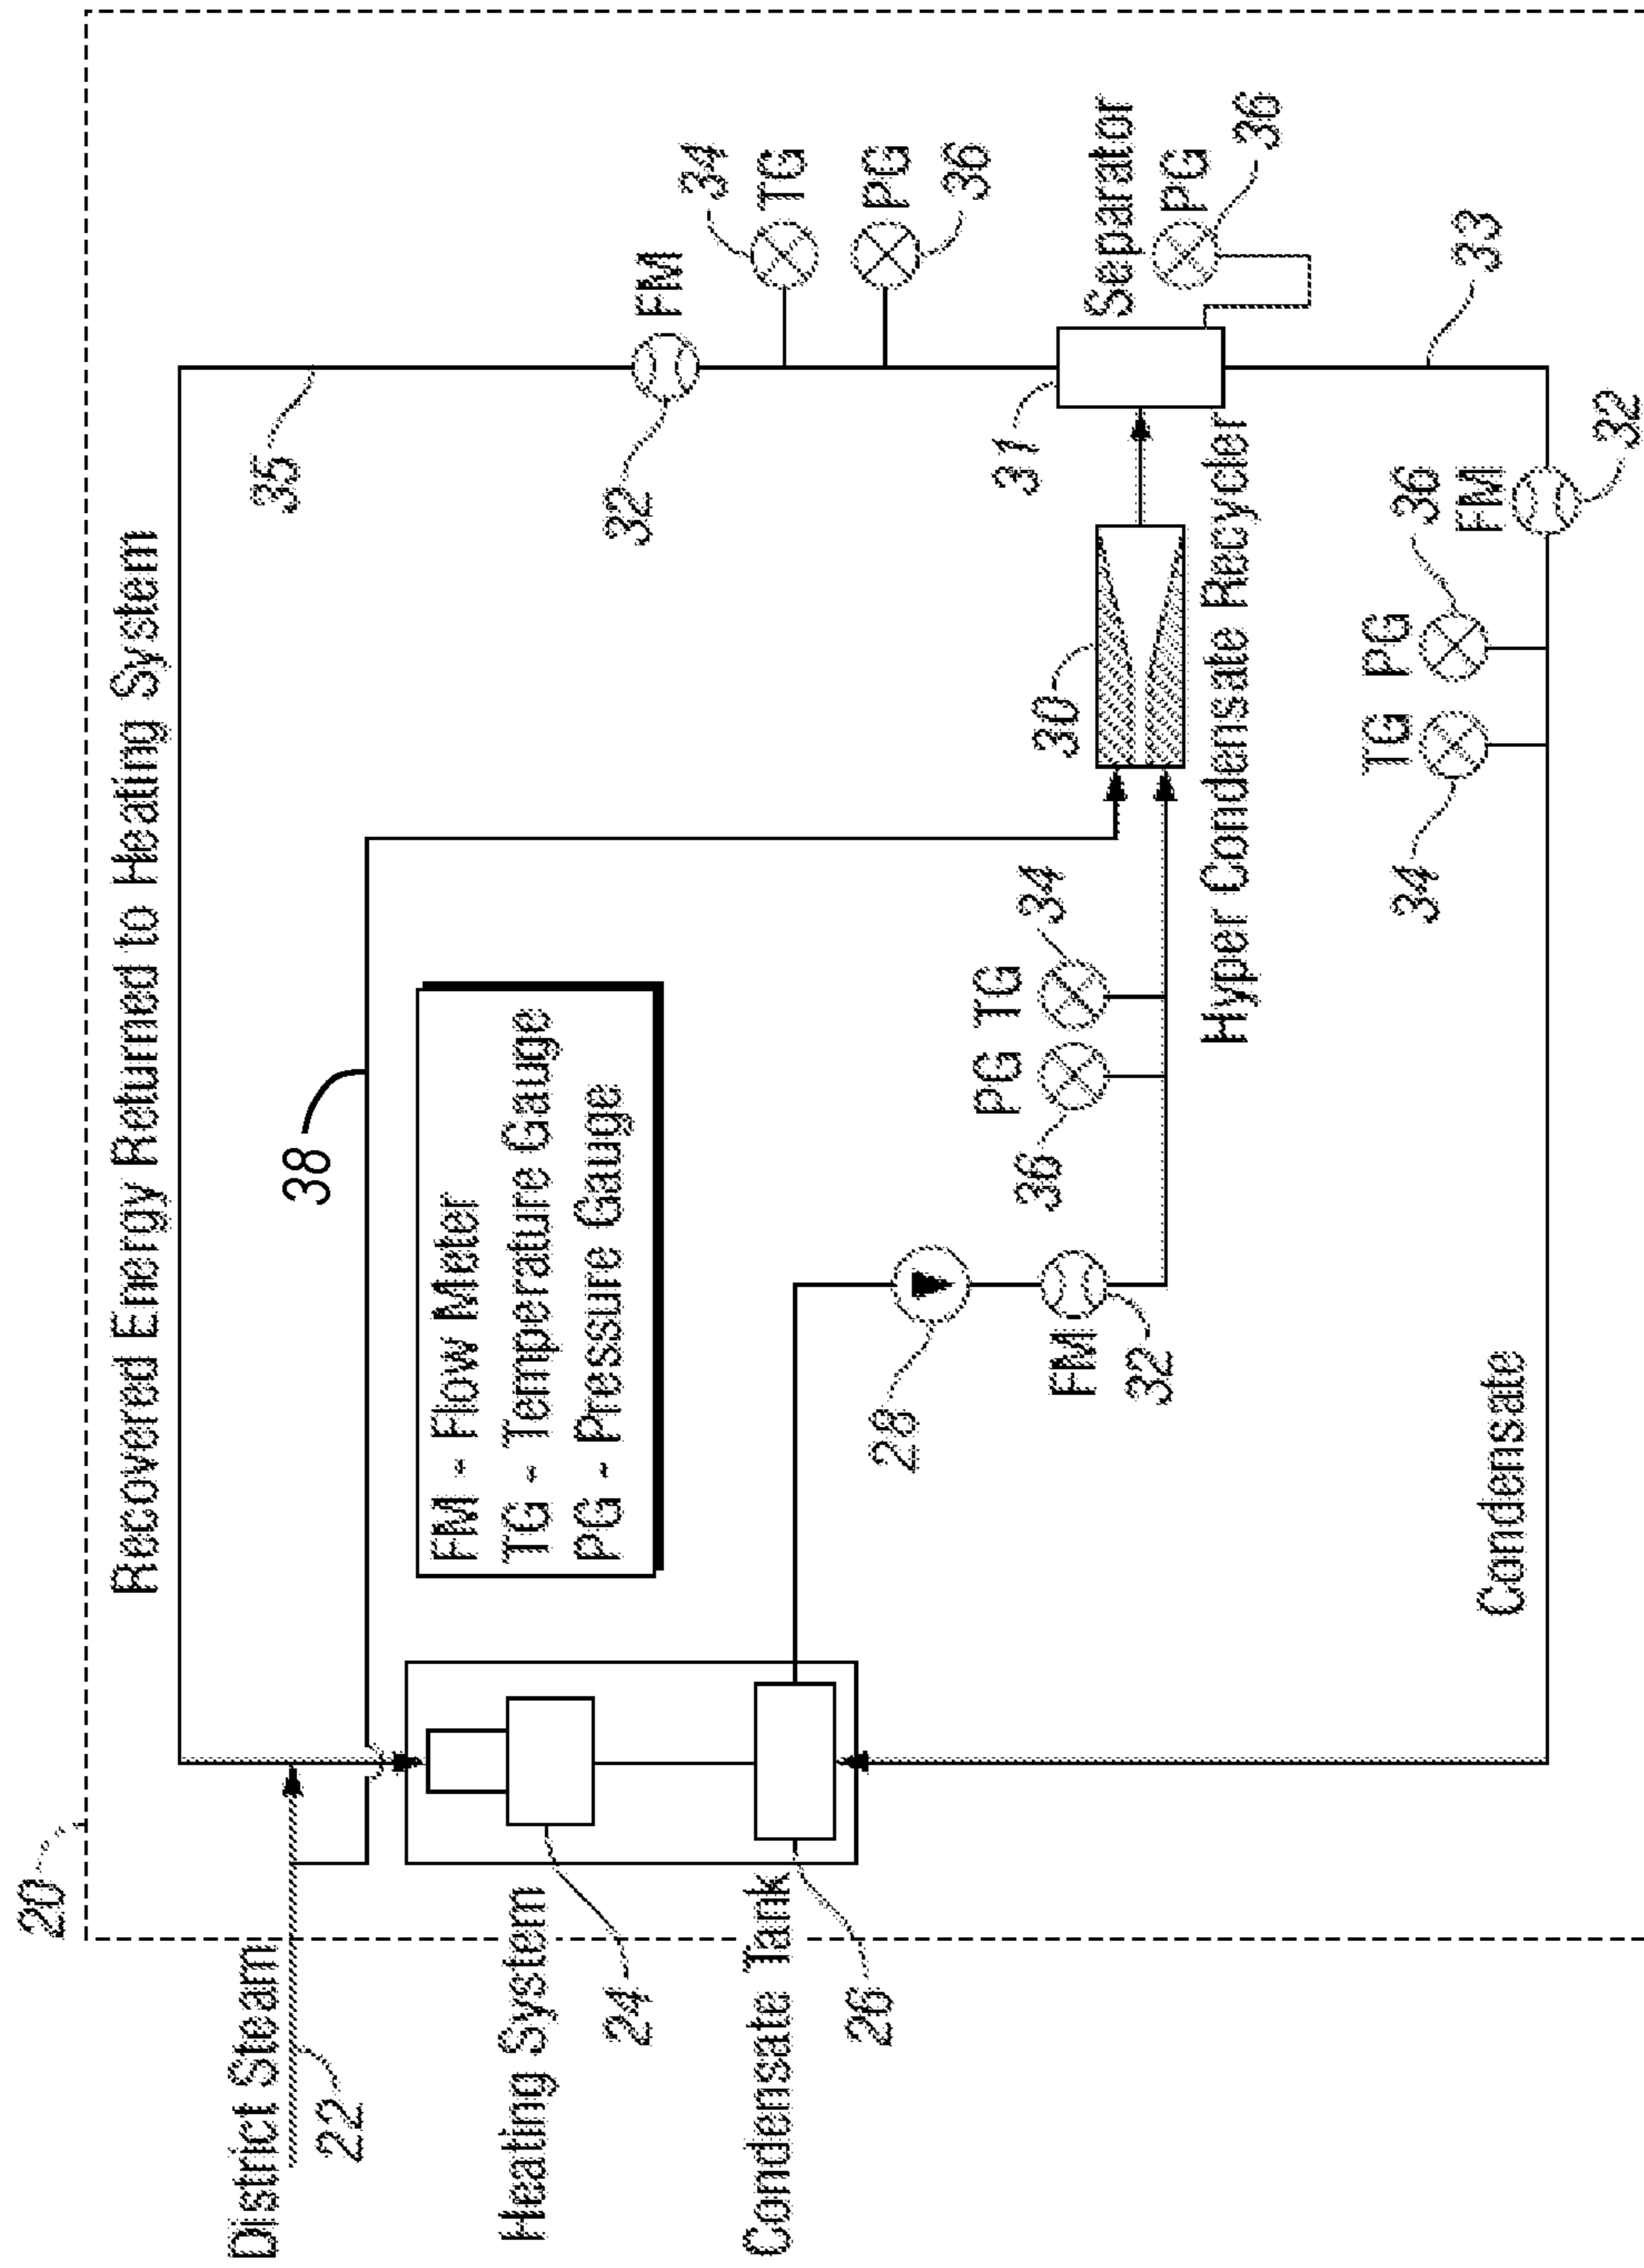 20
District Steam
22
Recovered Energy Returned to Heating System
35
38
FM - Flow Meter
TG - Temperature Gauge
PG - Pressure Gauge
Heating System
24
Condensate Tank
26
28
FM
32
PG TG
36
34
30
Hyper Condensate Recycler
31
Separator
FM
32
34
TG
PG
36
PG
36
33
Condensate
TG PG
34
36
FM
32